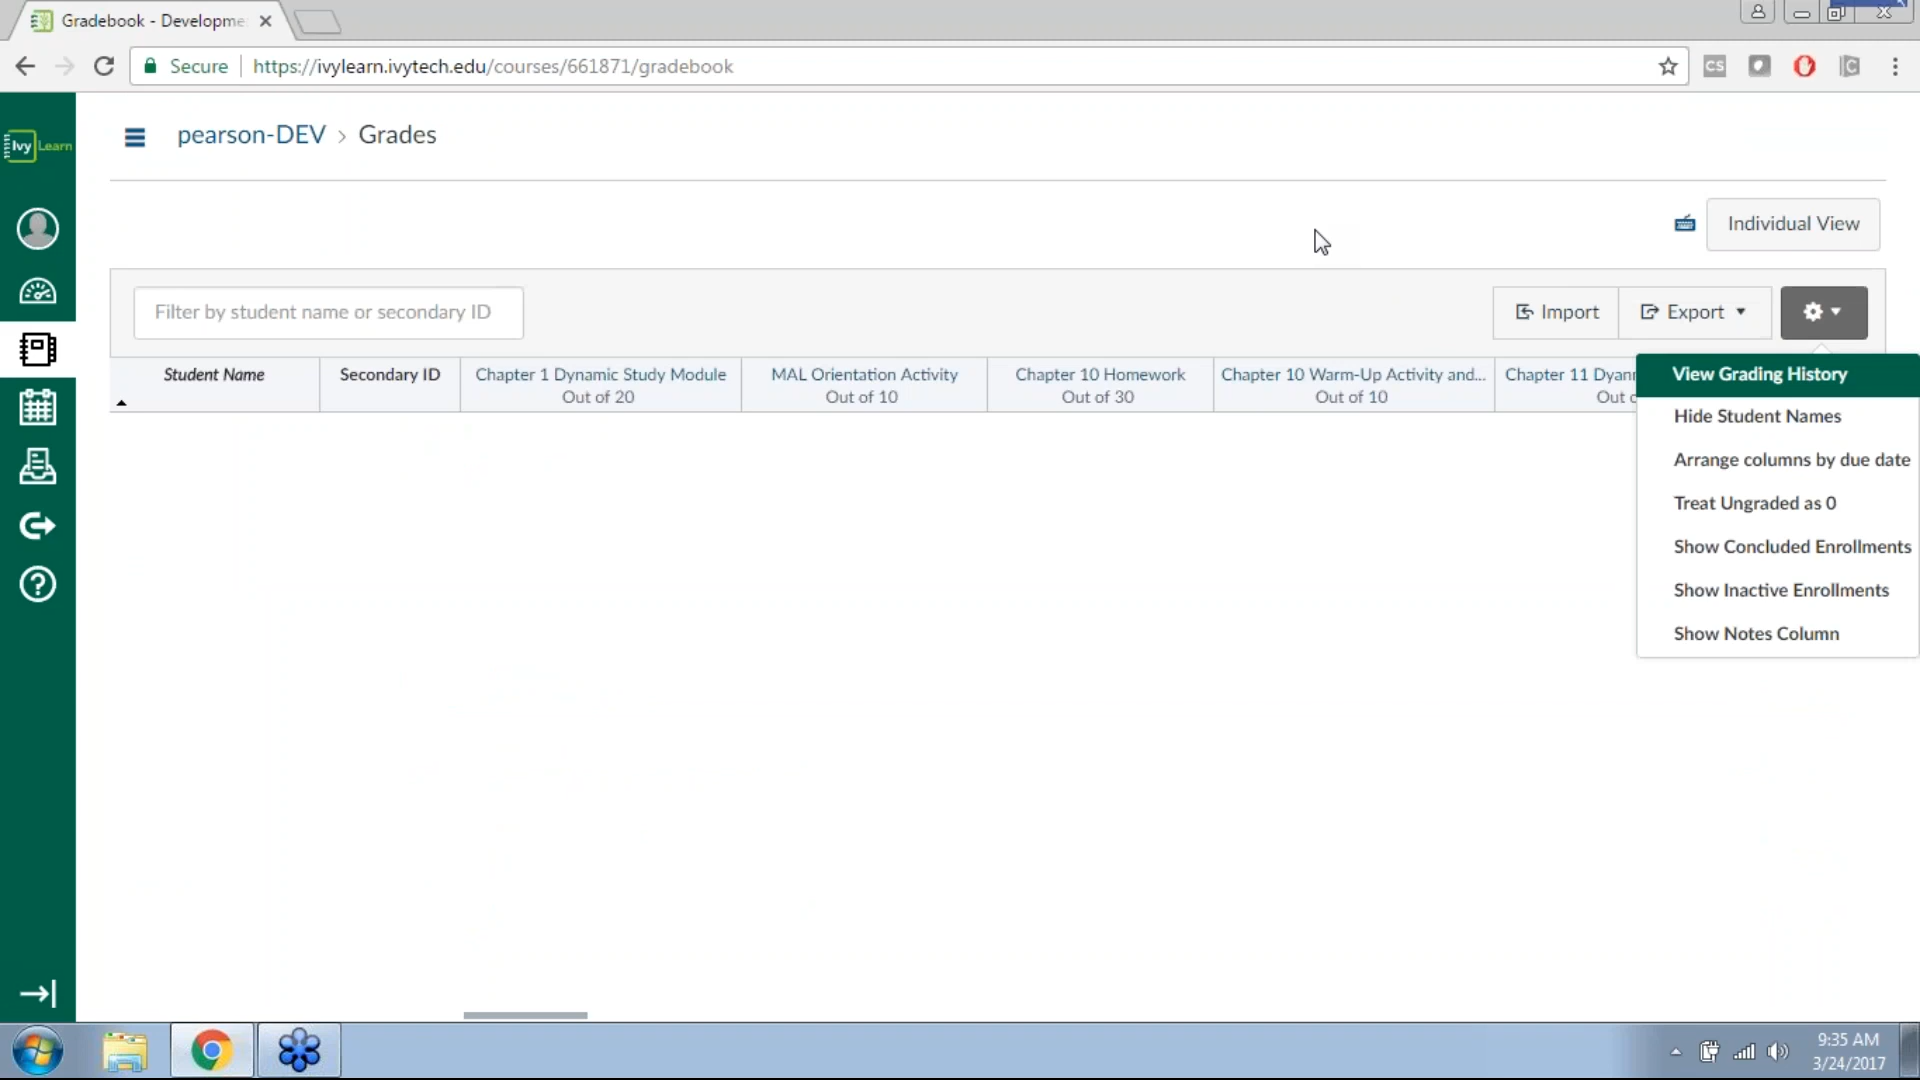 Gradebook - Developme
Secure
https://ivylearn.ivytech.edu/courses/661871/gradebook
CS
C
Ivy Learn
pearson-DEV > Grades
Individual View
Filter by student name or secondary ID
Import
Export
Student Name
Secondary ID
Chapter 1 Dynamic Study Module
Out of 20
MAL Orientation Activity
Out of 10
Chapter 10 Homework
Out of 30
Chapter 10 Warm-Up Activity and...
Out of 10
Chapter 11 Dyanr
Out o
View Grading History
Hide Student Names
Arrange columns by due date
Treat Ungraded as 0
Show Concluded Enrollments
Show Inactive Enrollments
Show Notes Column
9:35 AM
3/24/2017